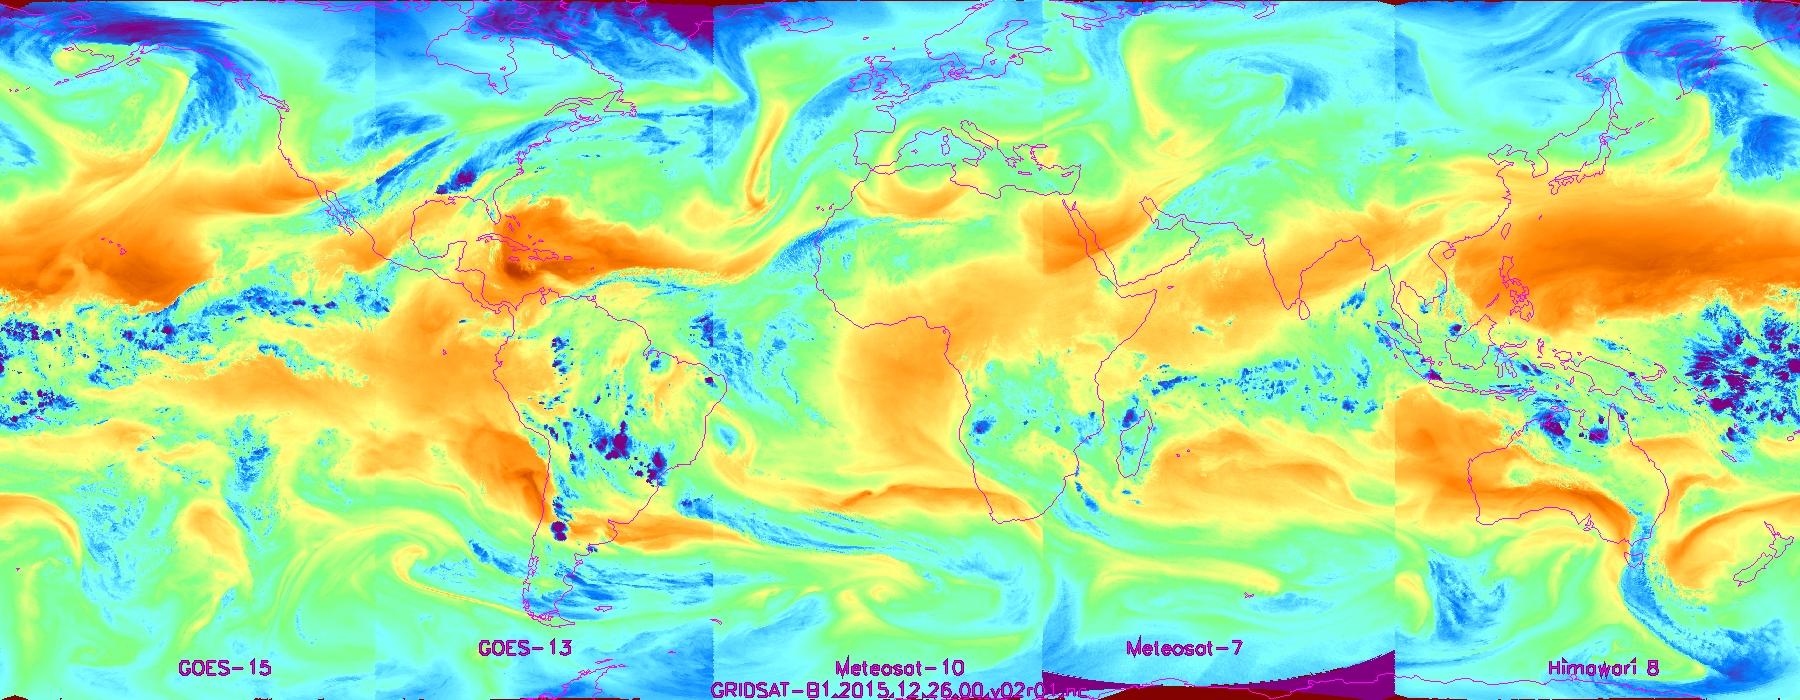 GOES-13
Meteosat-7
GOES-15
Meteosat-10
Himawari 8
GRIDSAT-B1.2015.12.26.00.v02r01.nc